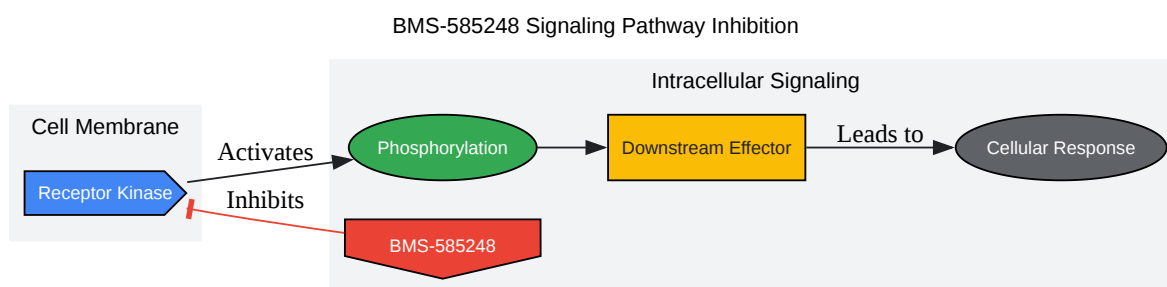 BMS-585248 Signaling Pathway Inhibition
Intracellular Signaling
Cell Membrane
Activates
Phosphorylation
Downstream Effector
Leads to
Cellular Response
Receptor Kinase
Inhibits
BMS-585248